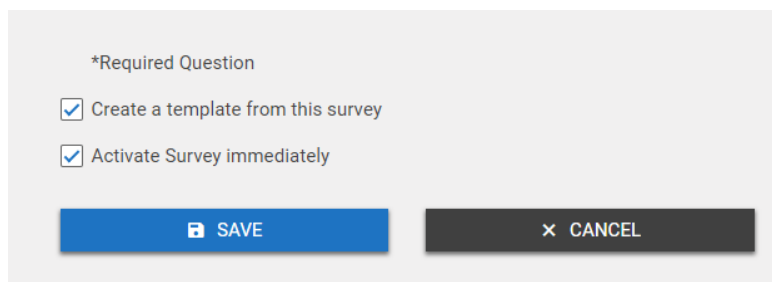 *Required Question
Create a template from this survey
Activate Survey immediately
SAVE
CANCEL